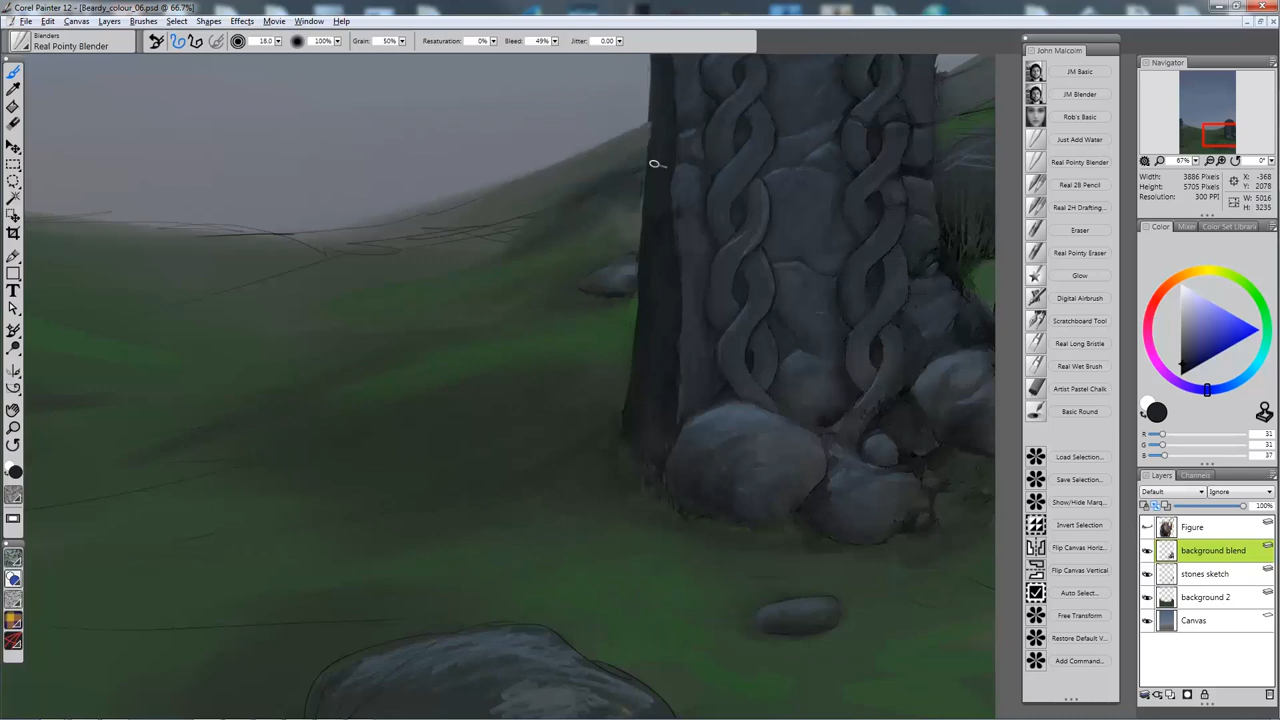 Corel Painter 12 - [Beardy_colour_06.psd @ 66.7%]
File Edit Canvas Layers Brushes Select Shapes Effects Movie Window Help
Blenders
Real Pointy Blender
18.0 100% Grain: 50% Resaturation: 0% Bleed: 49% Jitter: 0.00
John Malcolm
JM Basic
JM Blender
Rob's Basic
Just Add Water
Real Pointy Blender
Real 2B Pencil
Real 2H Drafting...
Eraser
Real Pointy Eraser
Glow
Digital Airbrush
Scratchboard Tool
Real Long Bristle
Real Wet Brush
Artist Pastel Chalk
Basic Round
Load Selection...
Save Selection...
Show/Hide Marq...
Invert Selection
Flip Canvas Horiz...
Flip Canvas Vertical
Auto Select...
Free Transform
Restore Default V...
Add Command...
Navigator
67% 0°
Width: 3886 Pixels
Height: 5705 Pixels
Resolution: 300 PPI
X: -368
Y: 2078
W: 5016
H: 3235
Color Mixer Color Set Librari
R 31
G 31
B 37
Layers Channels
Default Ignore
100%
Figure
background blend
stones sketch
background 2
Canvas